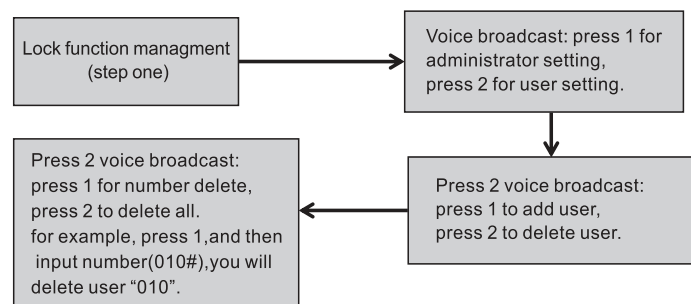 Lock function managment
(step one)
Voice broadcast: press 1 for
administrator setting,
press 2 for user setting.
Press 2 voice broadcast:
press 1 to add user,
press 2 to delete user.
Press 2 voice broadcast:
press 1 for number delete,
press 2 to delete all.
for example, press 1,and then
input number(010#),you will
delete user “010”.